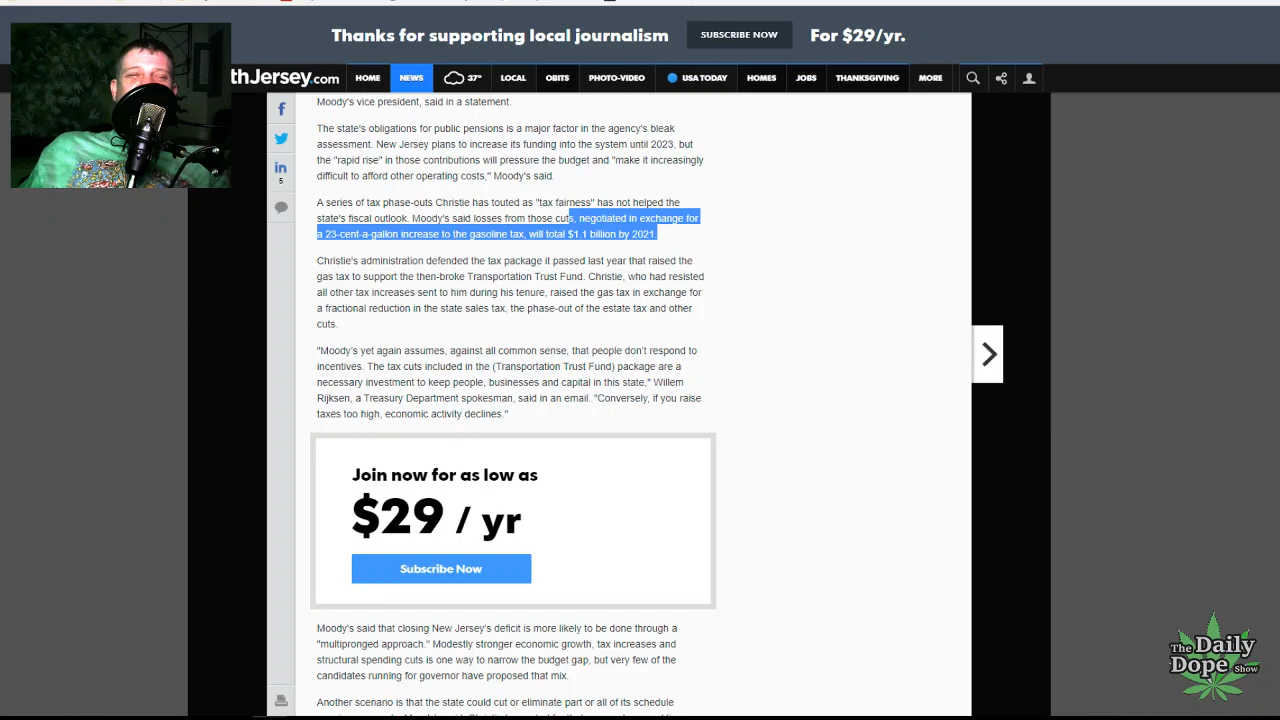 Thanks for supporting local journalism
SUBSCRIBE NOW
For $29/yr.
thJersey.com
HOME
NEWS
37°
LOCAL
OBITS
PHOTO-VIDEO
USA TODAY
HOMES
JOBS
THANKSGIVING
MORE
5
Moody's vice president, said in a statement.
The state's obligations for public pensions is a major factor in the agency's bleak
assessment. New Jersey plans to increase its funding into the system until 2023, but
the "rapid rise" in those contributions will pressure the budget and "make it increasingly
difficult to afford other operating costs," Moody's said.
A series of tax phase-outs Christie has touted as "tax fairness" has not helped the
state's fiscal outlook. Moody's said losses from those cuts, negotiated in exchange for
a 23-cent-a-gallon increase to the gasoline tax, will total $1.1 billion by 2021.
Christie's administration defended the tax package it passed last year that raised the
gas tax to support the then-broke Transportation Trust Fund. Christie, who had resisted
all other tax increases sent to him during his tenure, raised the gas tax in exchange for
a fractional reduction in the state sales tax, the phase-out of the estate tax and other
cuts.
"Moody's yet again assumes, against all common sense, that people don't respond to
incentives. The tax cuts included in the (Transportation Trust Fund) package are a
necessary investment to keep people, businesses and capital in this state," Willem
Rijksen, a Treasury Department spokesman, said in an email. "Conversely, if you raise
taxes too high, economic activity declines."
Join now for as low as
$29 / yr
Subscribe Now
Moody's said that closing New Jersey's deficit is more likely to be done through a
"multipronged approach." Modestly stronger economic growth, tax increases and
structural spending cuts is one way to narrow the budget gap, but very few of the
candidates running for governor have proposed that mix.
Another scenario is that the state could cut or eliminate part or all of its schedule
The Daily
Dope Show